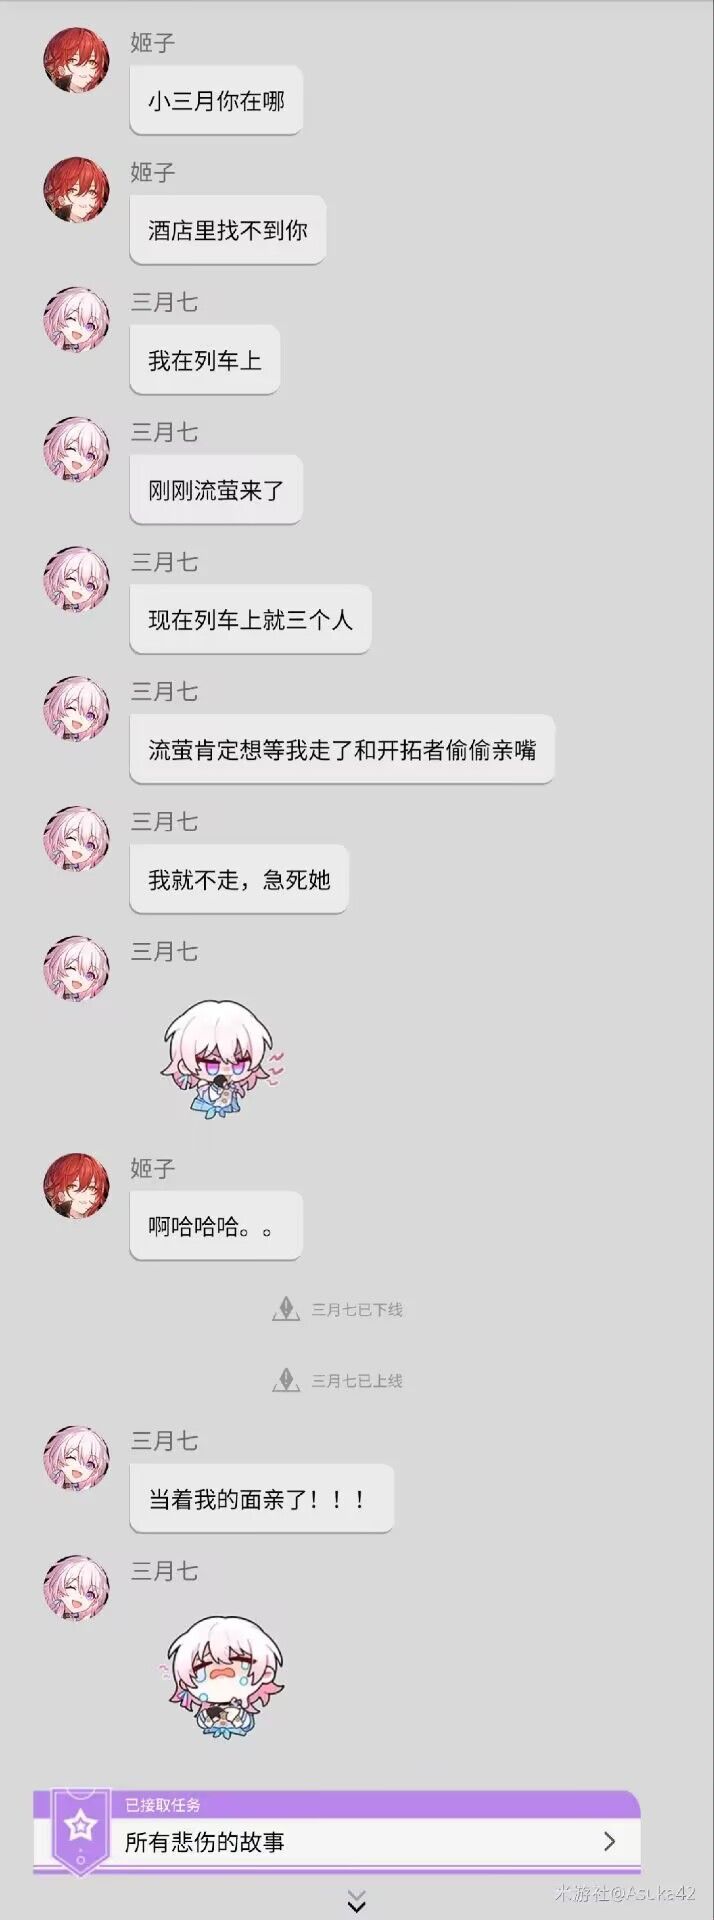 姬子
小三月你在哪
姬子
酒店里找不到你
三月七
我在列车上
三月七
刚刚流萤来了
三月七
现在列车上就三个人
三月七
流萤肯定想等我走了和开拓者偷偷亲嘴
三月七
我就不走，急死她
三月七
姬子
啊哈哈哈。。
三月七已下线
三月七已上线
三月七
当着我的面亲了！！！
三月七
已接取任务
所有悲伤的故事
米游社@Asuka42